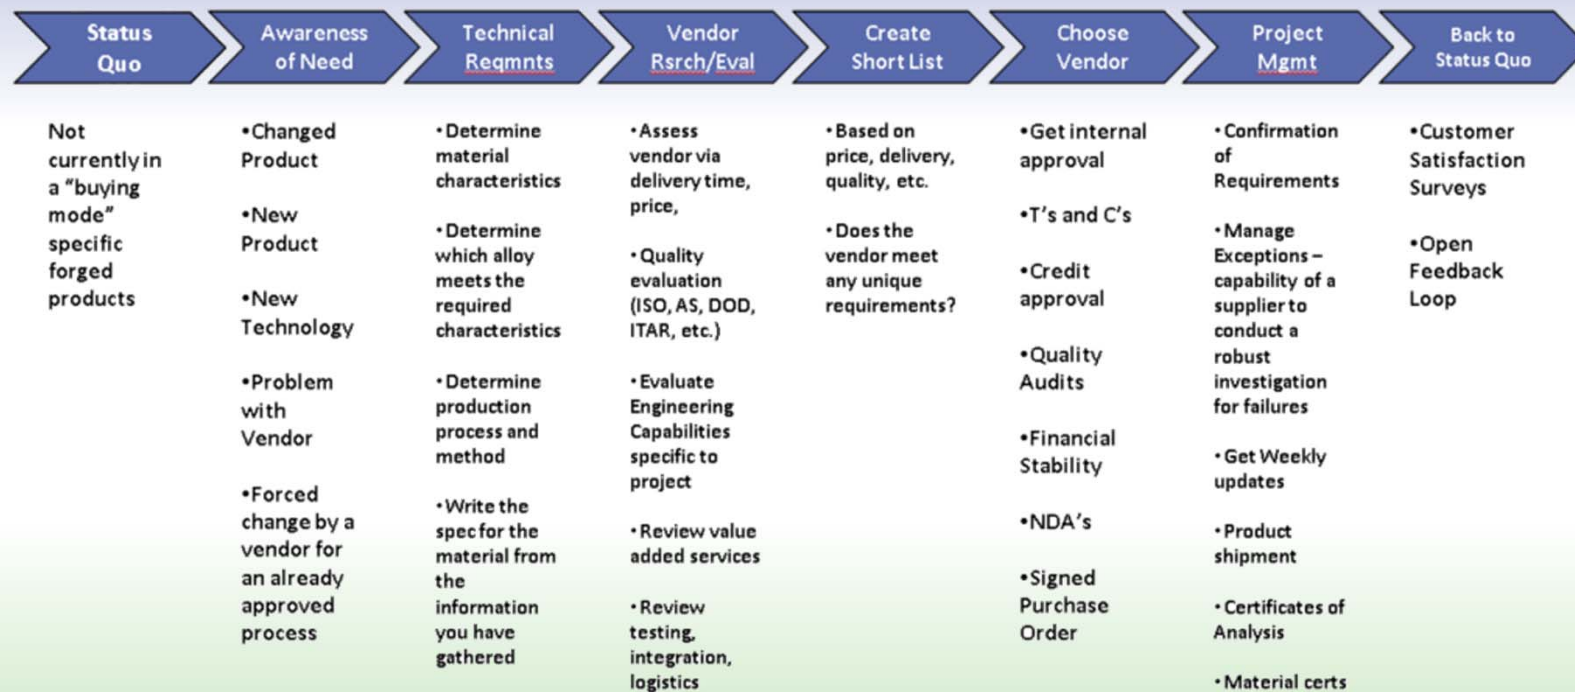 Status
Quo
Awareness
of Need
Technical
Reqmnts
Vendor
Rsrch/Eval
Create
Short List
Choose
Vendor
Project
Mgmt
Back to
Status Quo
Not
currently in
a "buying
mode"
specific
forged
products
•Changed
Product
•New
Product
•New
Technology
•Problem
with
Vendor
•Forced
change by a
vendor for
an already
approved
process
• Determine
material
characteristics
• Determine
which alloy
meets the
required
characteristics
• Determine
production
process and
method
• Write the
spec for the
material from
the
information
you have
gathered
• Assess
vendor via
delivery time,
price,
• Quality
evaluation
(ISO, AS, DOD,
ITAR, etc.)
• Evaluate
Engineering
Capabilities
specific to
project
• Review value
added services
• Review
testing,
integration,
logistics
• Based on
price, delivery,
quality, etc.
• Does the
vendor meet
any unique
requirements?
•Get internal
approval
•T's and C's
•Credit
approval
•Quality
Audits
•Financial
Stability
•NDA's
•Signed
Purchase
Order
• Confirmation
of
Requirements
• Manage
Exceptions –
capability of a
supplier to
conduct a
robust
investigation
for failures
• Get Weekly
updates
• Product
shipment
• Certificates of
Analysis
• Material certs
•Customer
Satisfaction
Surveys
•Open
Feedback
Loop